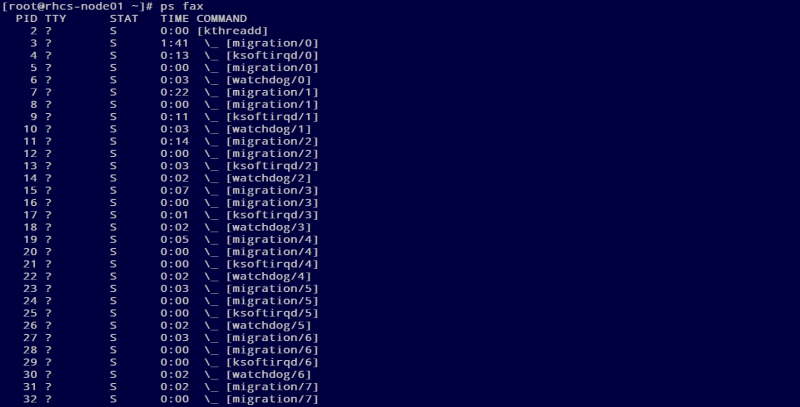 [root@rhcs-node01 ~]# ps fax
  PID TTY      STAT   TIME COMMAND
    2 ?        S      0:00 [kthreadd]
    3 ?        S      1:41  \_ [migration/0]
    4 ?        S      0:13  \_ [ksoftirqd/0]
    5 ?        S      0:00  \_ [migration/0]
    6 ?        S      0:03  \_ [watchdog/0]
    7 ?        S      0:22  \_ [migration/1]
    8 ?        S      0:00  \_ [migration/1]
    9 ?        S      0:11  \_ [ksoftirqd/1]
   10 ?        S      0:03  \_ [watchdog/1]
   11 ?        S      0:14  \_ [migration/2]
   12 ?        S      0:00  \_ [migration/2]
   13 ?        S      0:03  \_ [ksoftirqd/2]
   14 ?        S      0:02  \_ [watchdog/2]
   15 ?        S      0:07  \_ [migration/3]
   16 ?        S      0:00  \_ [migration/3]
   17 ?        S      0:01  \_ [ksoftirqd/3]
   18 ?        S      0:02  \_ [watchdog/3]
   19 ?        S      0:05  \_ [migration/4]
   20 ?        S      0:00  \_ [migration/4]
   21 ?        S      0:00  \_ [ksoftirqd/4]
   22 ?        S      0:02  \_ [watchdog/4]
   23 ?        S      0:03  \_ [migration/5]
   24 ?        S      0:00  \_ [migration/5]
   25 ?        S      0:00  \_ [ksoftirqd/5]
   26 ?        S      0:02  \_ [watchdog/5]
   27 ?        S      0:03  \_ [migration/6]
   28 ?        S      0:00  \_ [migration/6]
   29 ?        S      0:00  \_ [ksoftirqd/6]
   30 ?        S      0:02  \_ [watchdog/6]
   31 ?        S      0:02  \_ [migration/7]
   32 ?        S      0:00  \_ [migration/7]